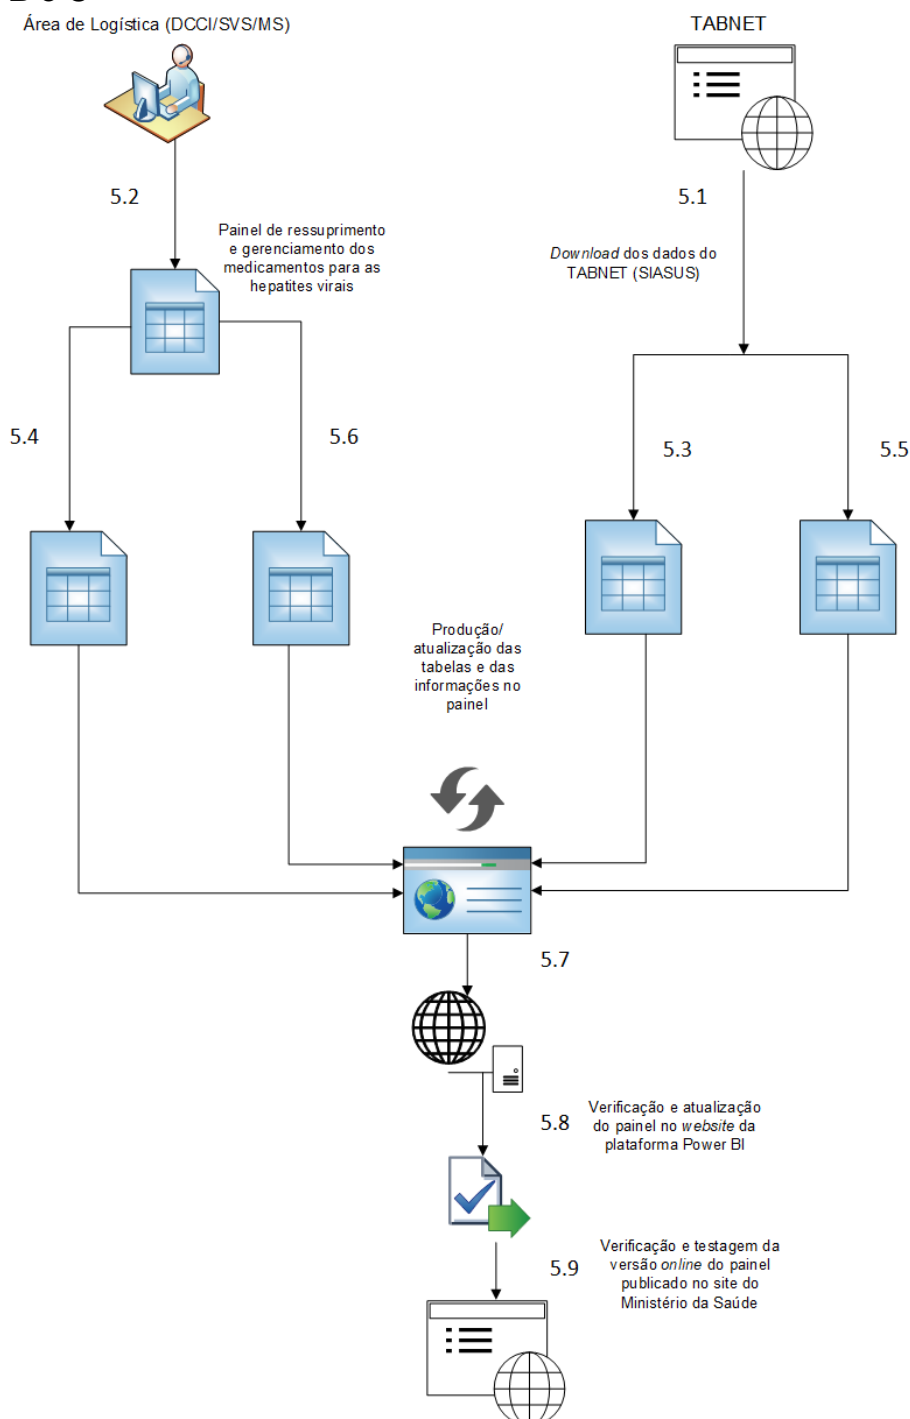 Área de Logística (DCCI/SVS/MS)
TABNET
5.2
5.1
Painel de ressuprimento
e gerenciamento dos
medicamentos para as
hepatites virais
Download dos dados do
TABNET (SIASUS)
5.4
5.6
5.3
5.5
Produção/
atualização das
tabelas e das
informações no
painel
5.7
5.8
Verificação e atualização
do painel no website da
plataforma Power BI
5.9
Verificação e testagem da
versão online do painel
publicado no site do
Ministério da Saúde